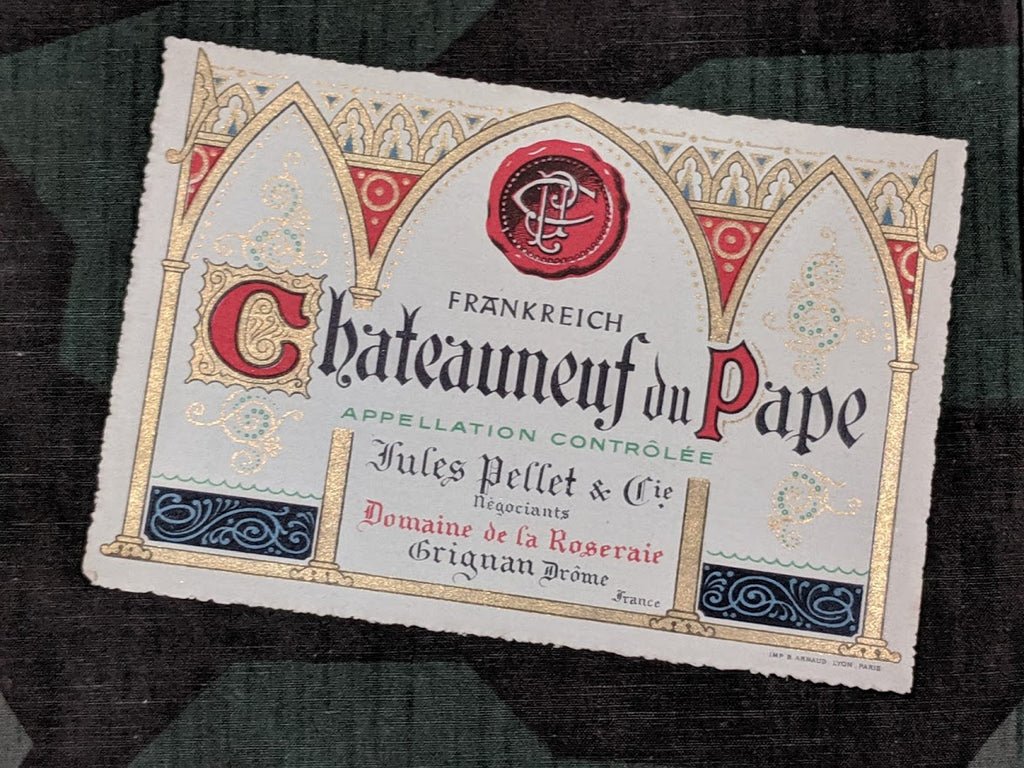 FRANKREICH
Chateauneuf du Pape
APPELLATION CONTRÔLÉE
Jules Pellet & Cie.
Négociants
Domaine de la Roseraie
Grignan Drôme
France
IMP. B. ARNAUD. LYON. PARIS